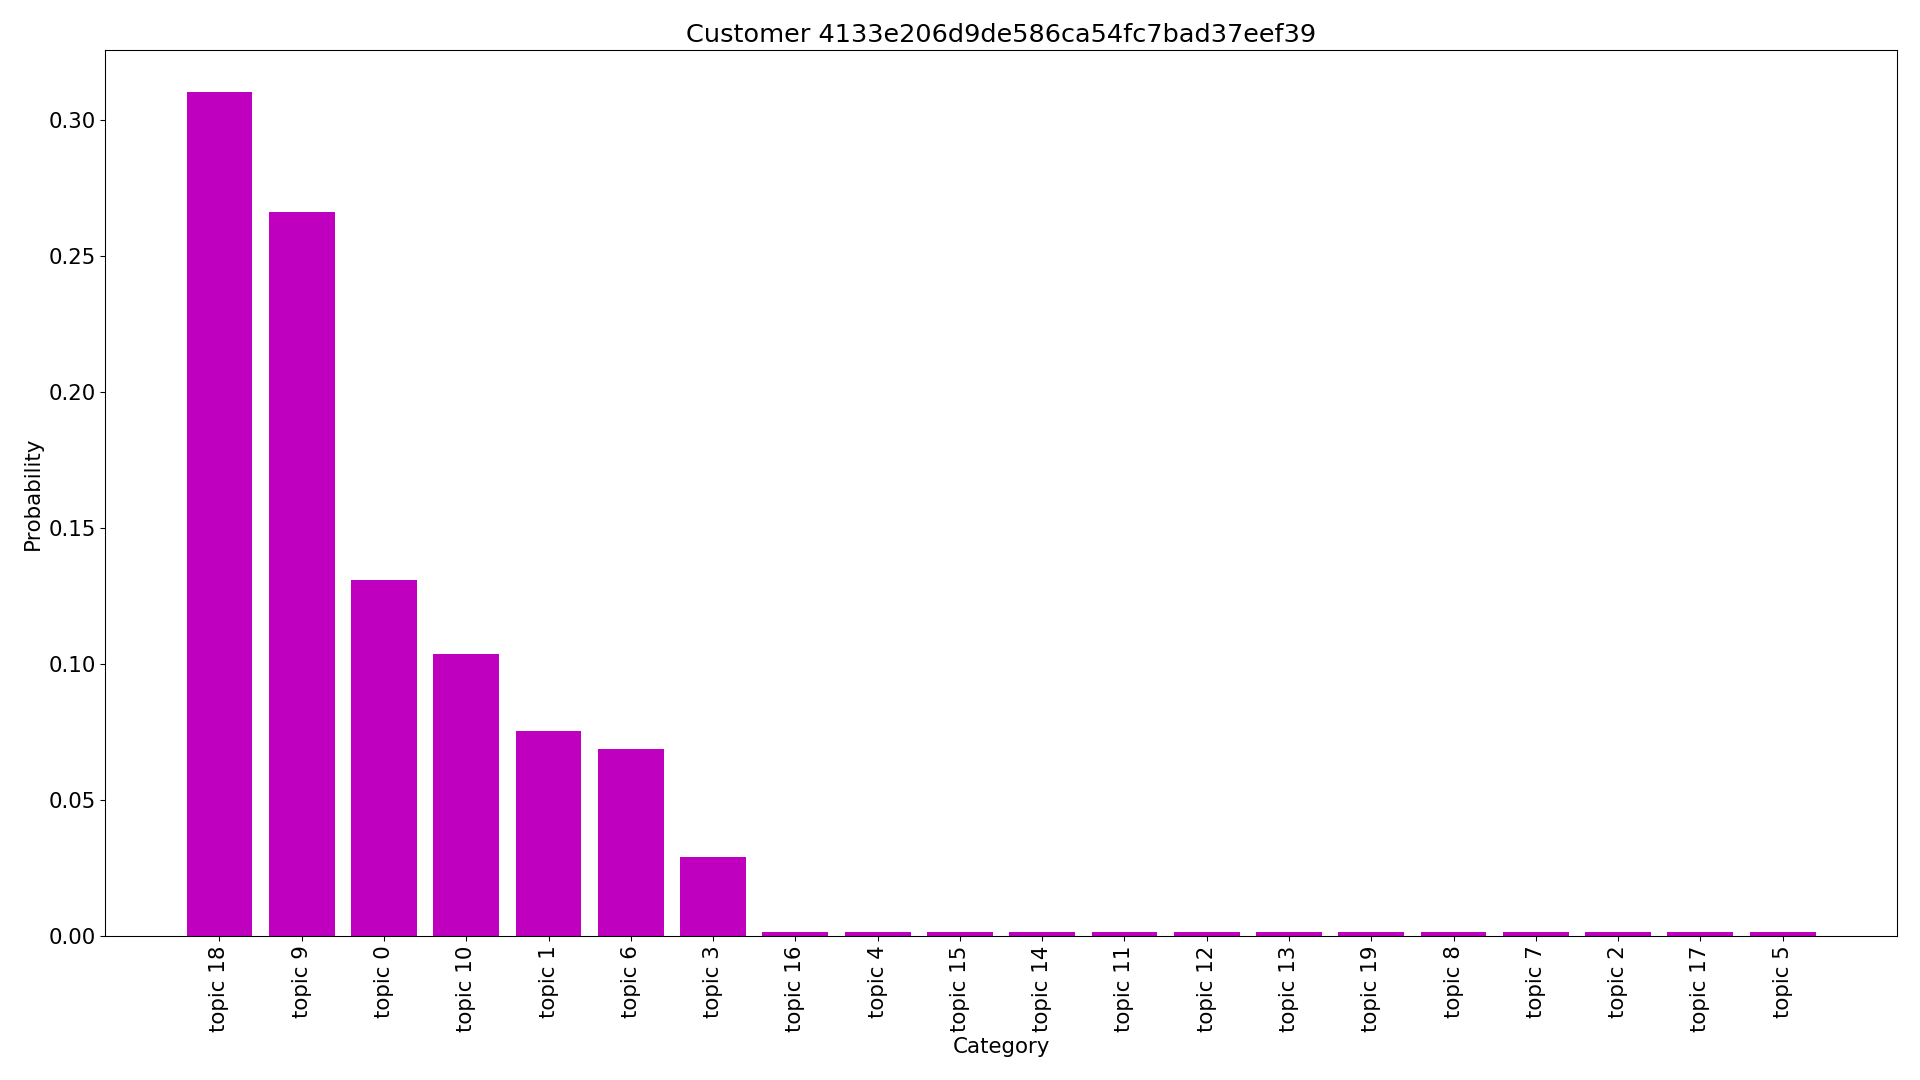 Customer 4133e206d9de586ca54fc7bad37eef39
Probability
0.30
0.25
0.20
0.15
0.10
0.05
0.00
topic 18
topic 9
topic 0
topic 10
topic 1
topic 6
topic 3
topic 16
topic 4
topic 15
topic 14
topic 11
topic 12
topic 13
topic 19
topic 8
topic 7
topic 2
topic 17
topic 5
Category